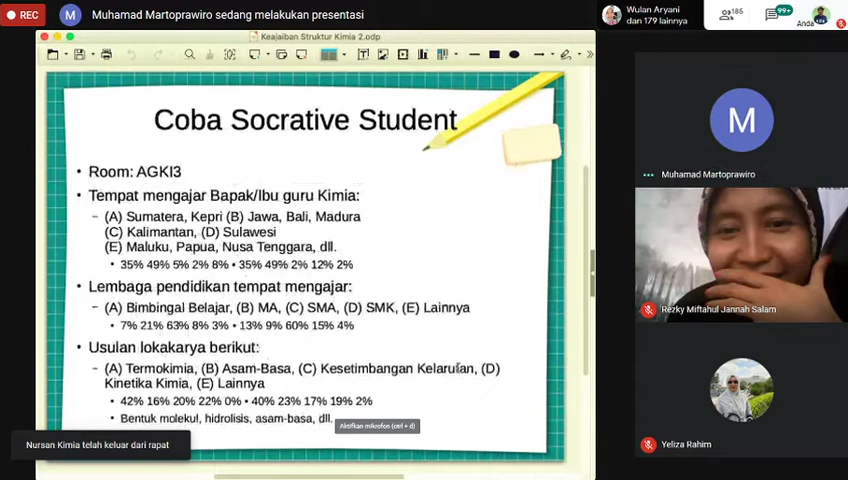 REC
M
Muhamad Martoprawiro sedang melakukan presentasi
Wulan Aryani
dan 179 lainnya
185
99+
Anda
Keajaiban Struktur Kimia 2.odp
Coba Socrative Student
• Room: AGKI3
• Tempat mengajar Bapak/Ibu guru Kimia:
– (A) Sumatera, Kepri (B) Jawa, Bali, Madura
(C) Kalimantan, (D) Sulawesi
(E) Maluku, Papua, Nusa Tenggara, dll.
• 35% 49% 5% 2% 8% • 35% 49% 2% 12% 2%
• Lembaga pendidikan tempat mengajar:
– (A) Bimbingal Belajar, (B) MA, (C) SMA, (D) SMK, (E) Lainnya
• 7% 21% 63% 8% 3% • 13% 9% 60% 15% 4%
• Usulan lokakarya berikut:
– (A) Termokimia, (B) Asam-Basa, (C) Kesetimbangan Kelarutan, (D)
Kinetika Kimia, (E) Lainnya
• 42% 16% 20% 22% 0% • 40% 23% 17% 19% 2%
• Bentuk molekul, hidrolisis, asam-basa, dll.
Aktifkan mikrofon (ctrl + d)
Nursan Kimia telah keluar dari rapat
M
Muhamad Martoprawiro
Rezky Miftahul Jannah Salam
Yeliza Rahim